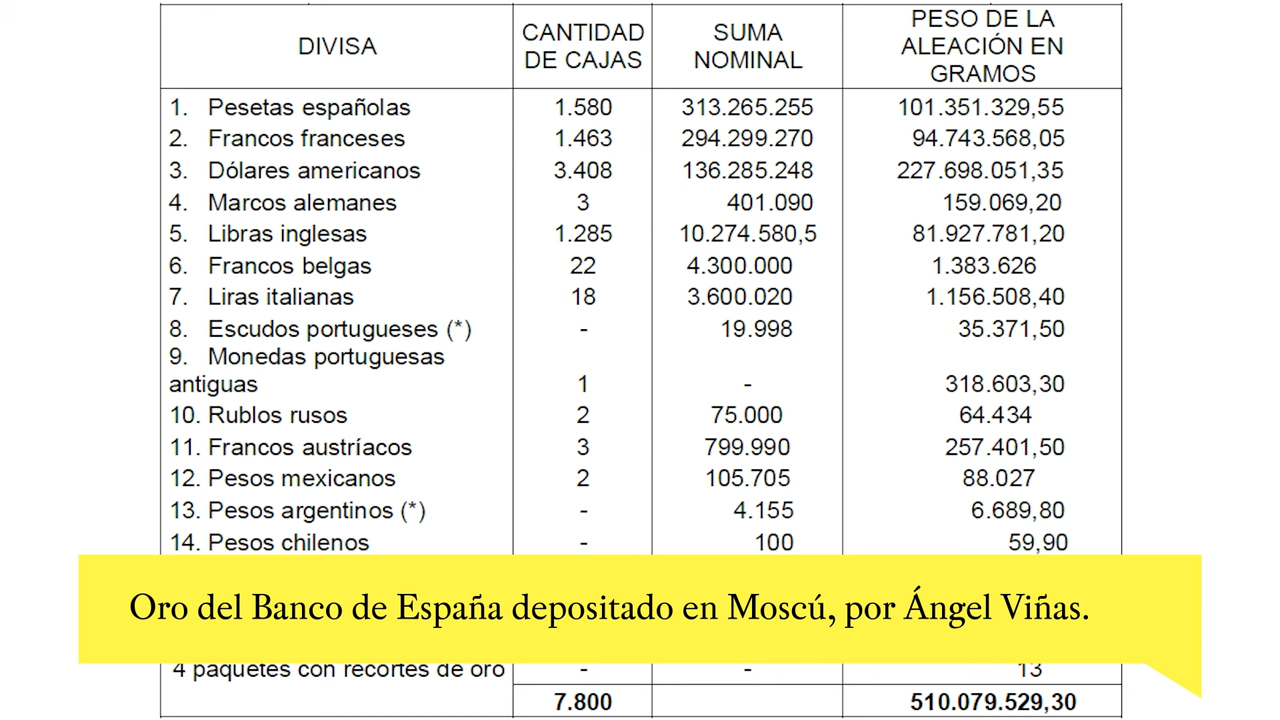 DIVISA CANTIDAD DE CAJAS SUMA NOMINAL PESO DE LA ALEACIÓN EN GRAMOS
1. Pesetas españolas 1.580 313.265.255 101.351.329,55
2. Francos franceses 1.463 294.299.270 94.743.568,05
3. Dólares americanos 3.408 136.285.248 227.698.051,35
4. Marcos alemanes 3 401.090 159.069,20
5. Libras inglesas 1.285 10.274.580,5 81.927.781,20
6. Francos belgas 22 4.300.000 1.383.626
7. Liras italianas 18 3.600.020 1.156.508,40
8. Escudos portugueses (*) - 19.998 35.371,50
9. Monedas portuguesas
antiguas 1 - 318.603,30
10. Rublos rusos 2 75.000 64.434
11. Francos austríacos 3 799.990 257.401,50
12. Pesos mexicanos 2 105.705 88.027
13. Pesos argentinos (*) - 4.155 6.689,80
14. Pesos chilenos - 100 59,90
Oro del Banco de España depositado en Moscú, por Ángel Viñas.
4 paquetes con recortes de oro - - 13
7.800 510.079.529,30